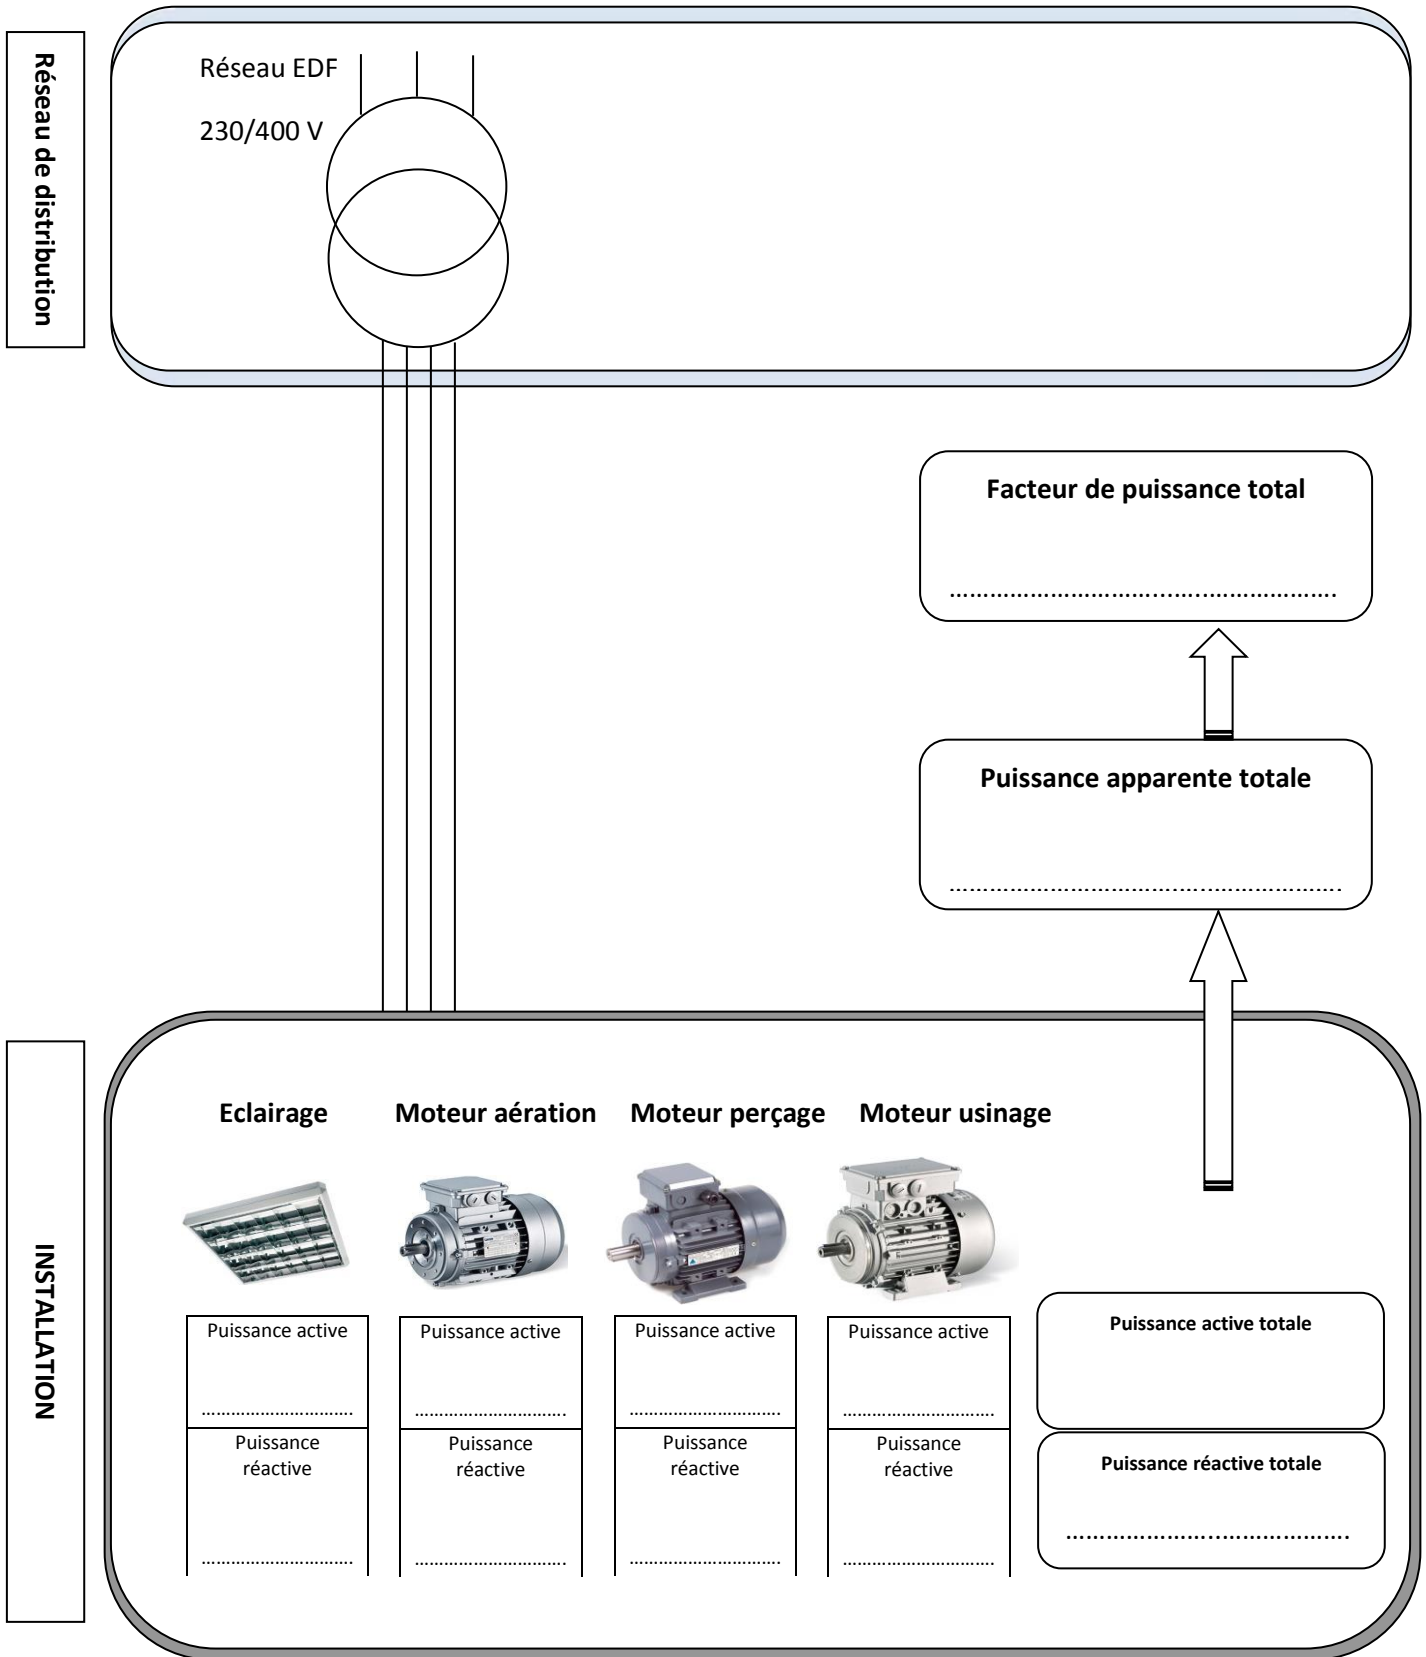 Réseau de distribution
Réseau EDF
230/400 V
Facteur de puissance total
……………………………...…..……………….
Puissance apparente totale
…………………………………….……………….
INSTALLATION
Eclairage
Moteur aération
Moteur perçage
Moteur usinage
Puissance active
…………………………….
Puissance
réactive
…………………………….
Puissance active
…………………………….
Puissance
réactive
…………………………….
Puissance active
…………………………….
Puissance
réactive
…………………………….
Puissance active
…………………………….
Puissance
réactive
…………………………….
Puissance active totale
Puissance réactive totale
…………………..……………….